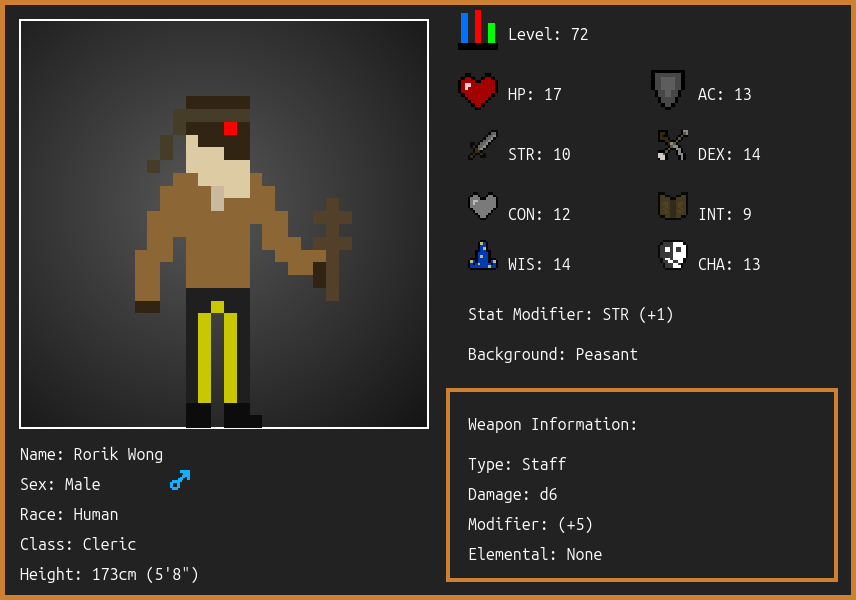 Level: 72
HP: 17
AC: 13
STR: 10
DEX: 14
CON: 12
INT: 9
WIS: 14
CHA: 13
Stat Modifier: STR (+1)
Background: Peasant
Weapon Information:
Type: Staff
Damage: d6
Modifier: (+5)
Elemental: None
Name: Rorik Wong
Sex: Male
Race: Human
Class: Cleric
Height: 173cm (5'8")